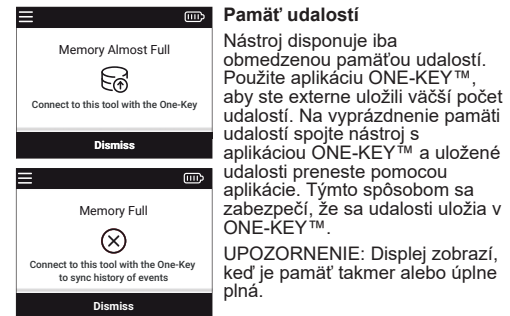 Memory Almost Full
Connect to this tool with the One-Key
Dismiss
Memory Full
Connect to this tool with the One-Key
to sync history of events
Dismiss
Pamäť udalostí
Nástroj disponuje iba
obmedzenou pamäťou udalostí.
Použite aplikáciu ONE-KEY™,
aby ste externe uložili väčší počet
udalostí. Na vyprázdnenie pamäti
udalostí spojte nástroj s
aplikáciou ONE-KEY™ a uložené
udalosti preneste pomocou
aplikácie. Týmto spôsobom sa
zabezpečí, že sa udalosti uložia v
ONE-KEY™.
UPOZORNENIE: Displej zobrazí,
keď je pamäť takmer alebo úplne
plná.